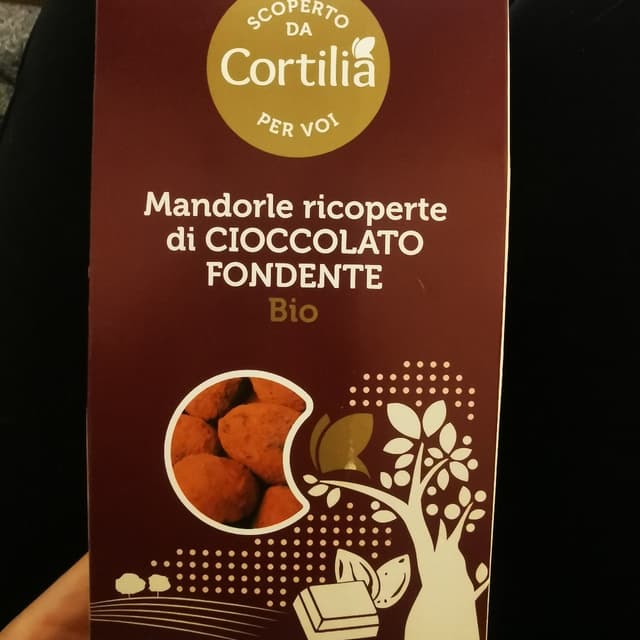 SCOPERTO
DA
Cortilia
PER VOI
Mandorle ricoperte
di CIOCCOLATO
FONDENTE
Bio